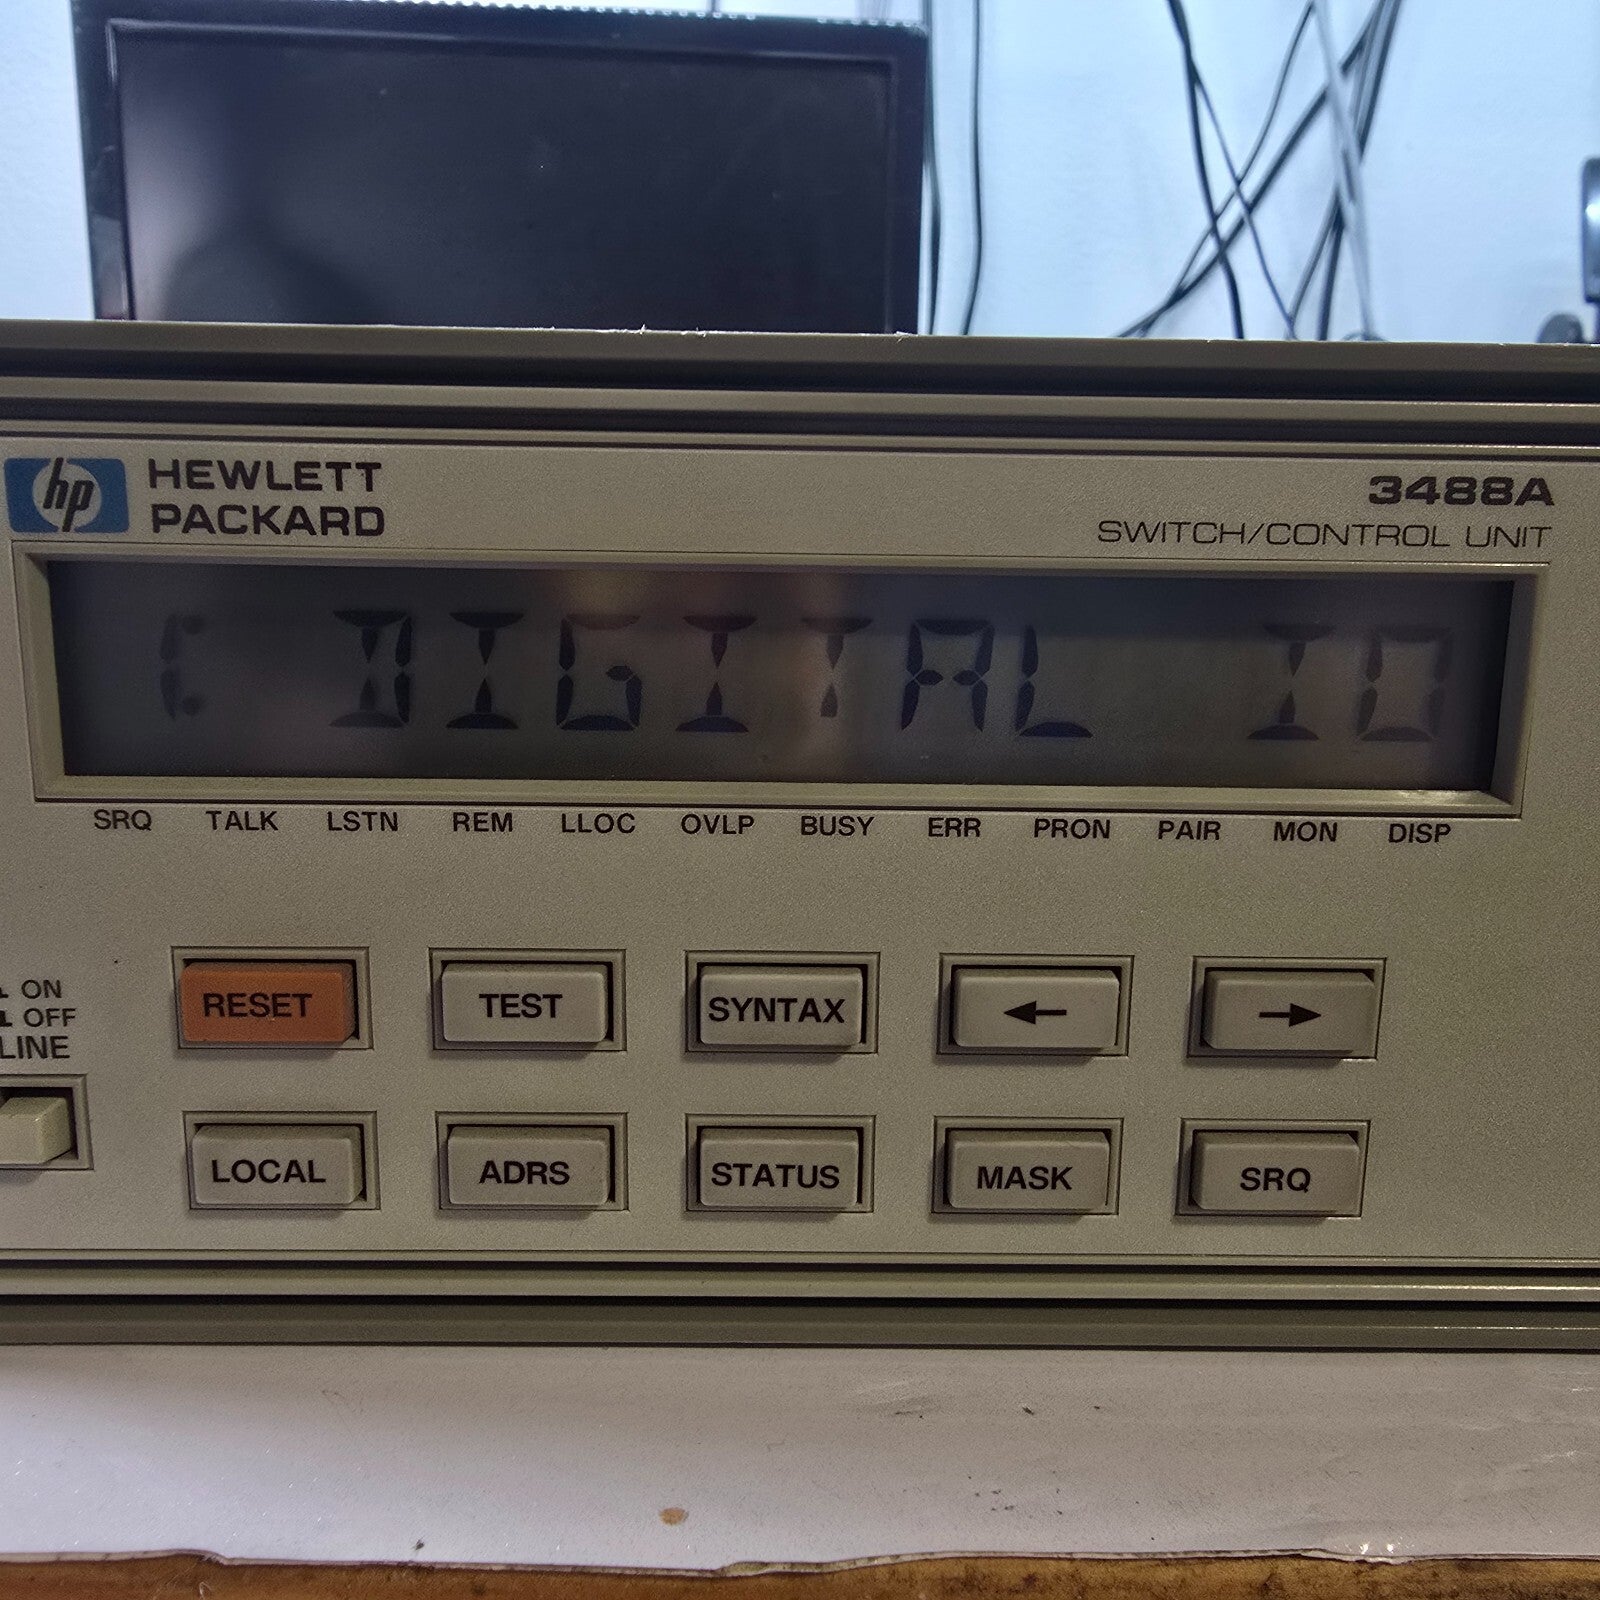 hp HEWLETT
PACKARD
3488A
SWITCH/CONTROL UNIT
DIGITAL IO
SRQ TALK LSTN REM LLOC OVLP BUSY ERR PRON PAIR MON DISP
ON
OFF
LINE
RESET TEST SYNTAX ← →
LOCAL ADRS STATUS MASK SRQ